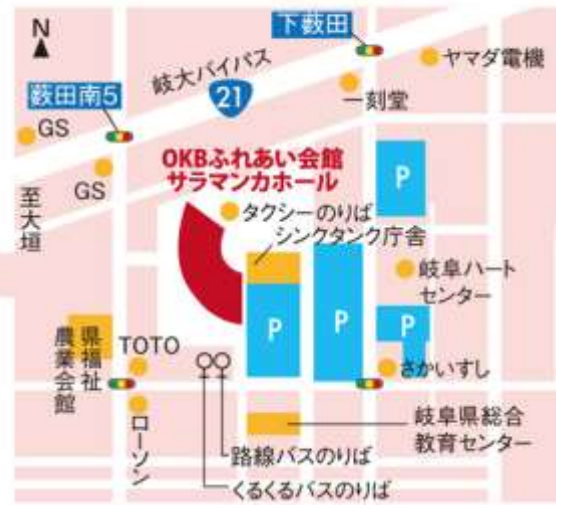 N
下薮田
ヤマダ電機
岐大バイパス
21
一刻堂
薮田南5
GS
GS
至大垣
OKBふれあい会館
サラマンカホール
P
タクシーのりば
シンクタンク庁舎
岐阜ハート
センター
P
P
P
県福祉
農業会館
TOTO
さかいすし
ローソン
岐阜県総合
教育センター
路線バスのりば
くるくるバスのりば